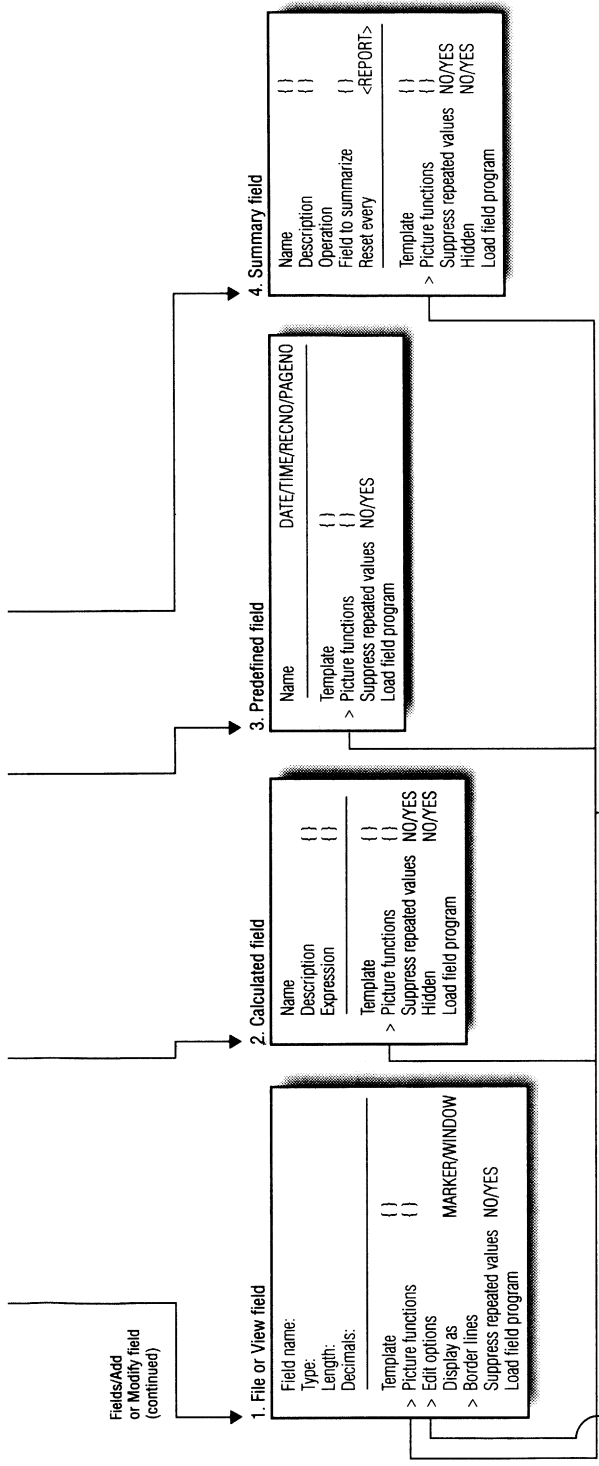 Fields/Add
or Modify field
(continued)
1. File or View field
Field name:
Type:
Length:
Decimals:
Template { }
> Picture functions { }
> Edit options
Display as MARKER/WINDOW
> Border lines
Suppress repeated values NO/YES
Load field program
2. Calculated field
Name
Description { }
Expression { }
Template { }
> Picture functions { }
Suppress repeated values NO/YES
Hidden NO/YES
Load field program
3. Predefined field
Name DATE/TIME/RECNO/PAGENO
Template { }
> Picture functions { }
Suppress repeated values NO/YES
Load field program
4. Summary field
Name { }
Description { }
Operation
Field to summarize { }
Reset every <REPORT>
Template { }
> Picture functions { }
Suppress repeated values NO/YES
Hidden NO/YES
Load field program